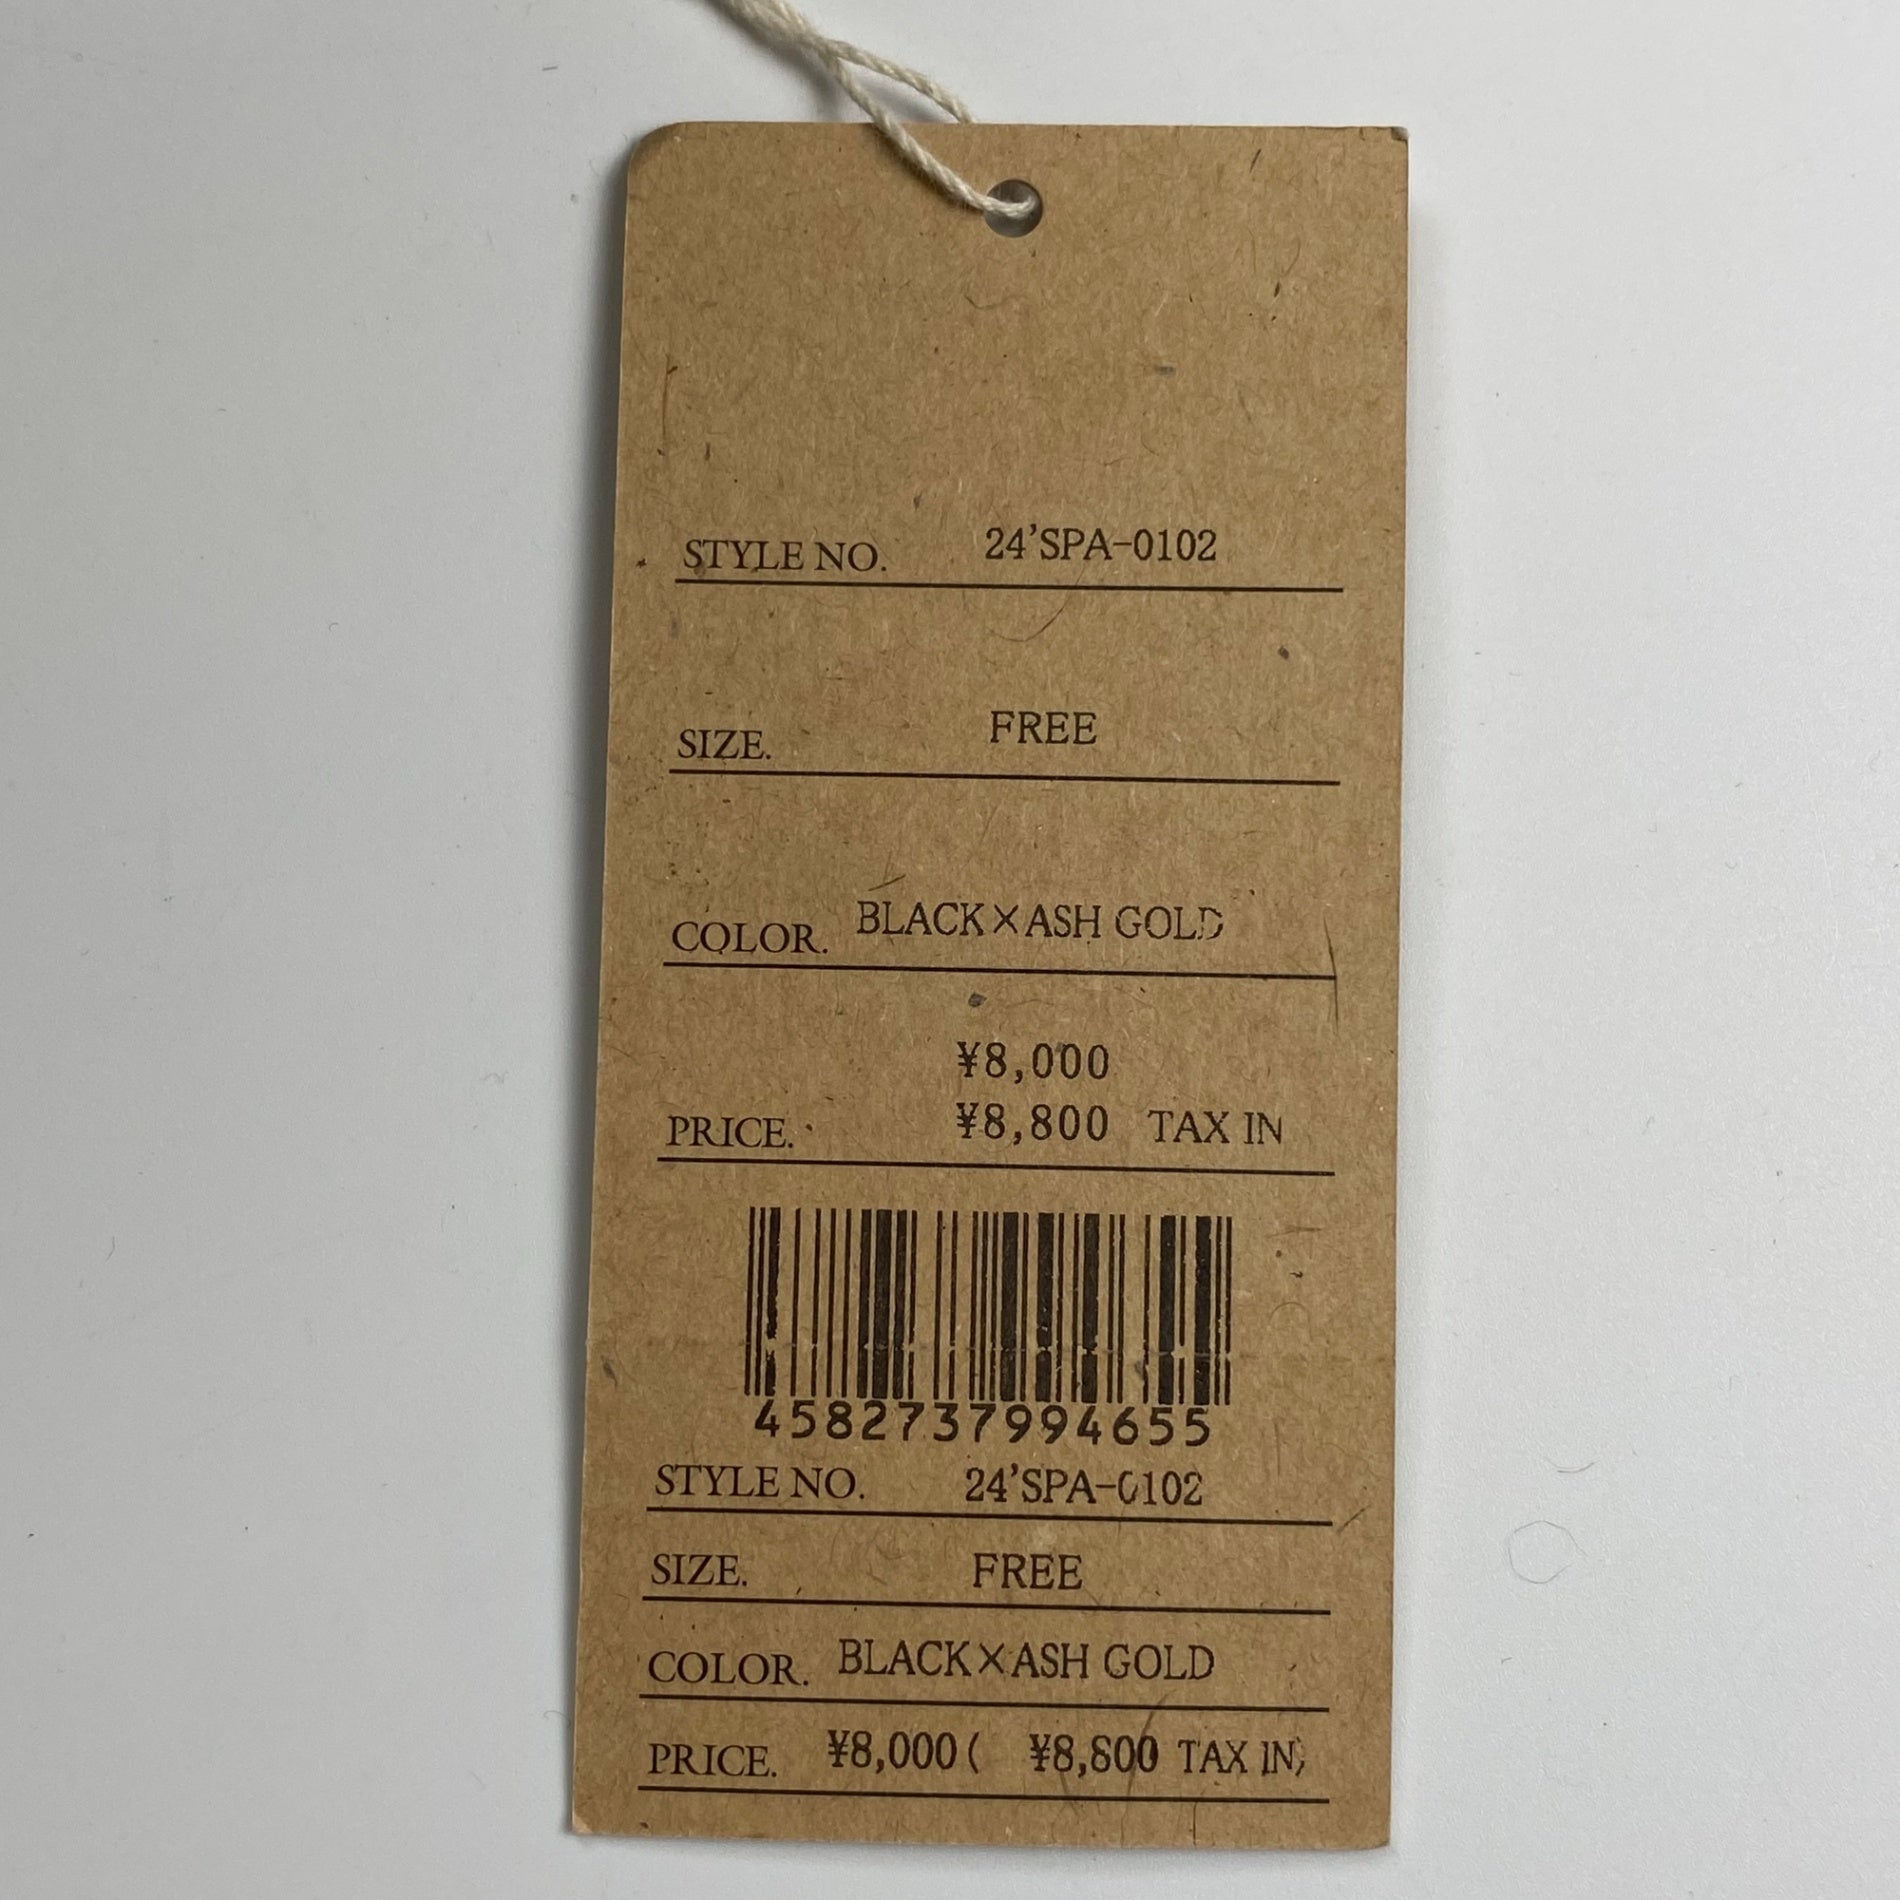 STYLE NO. 24'SPA-0102
SIZE. FREE
COLOR. BLACK×ASH GOLD
¥8,000
PRICE. ¥8,800 TAX IN
4582737994655
STYLE NO. 24'SPA-0102
SIZE. FREE
COLOR. BLACK×ASH GOLD
PRICE. ¥8,000( ¥8,800 TAX IN)